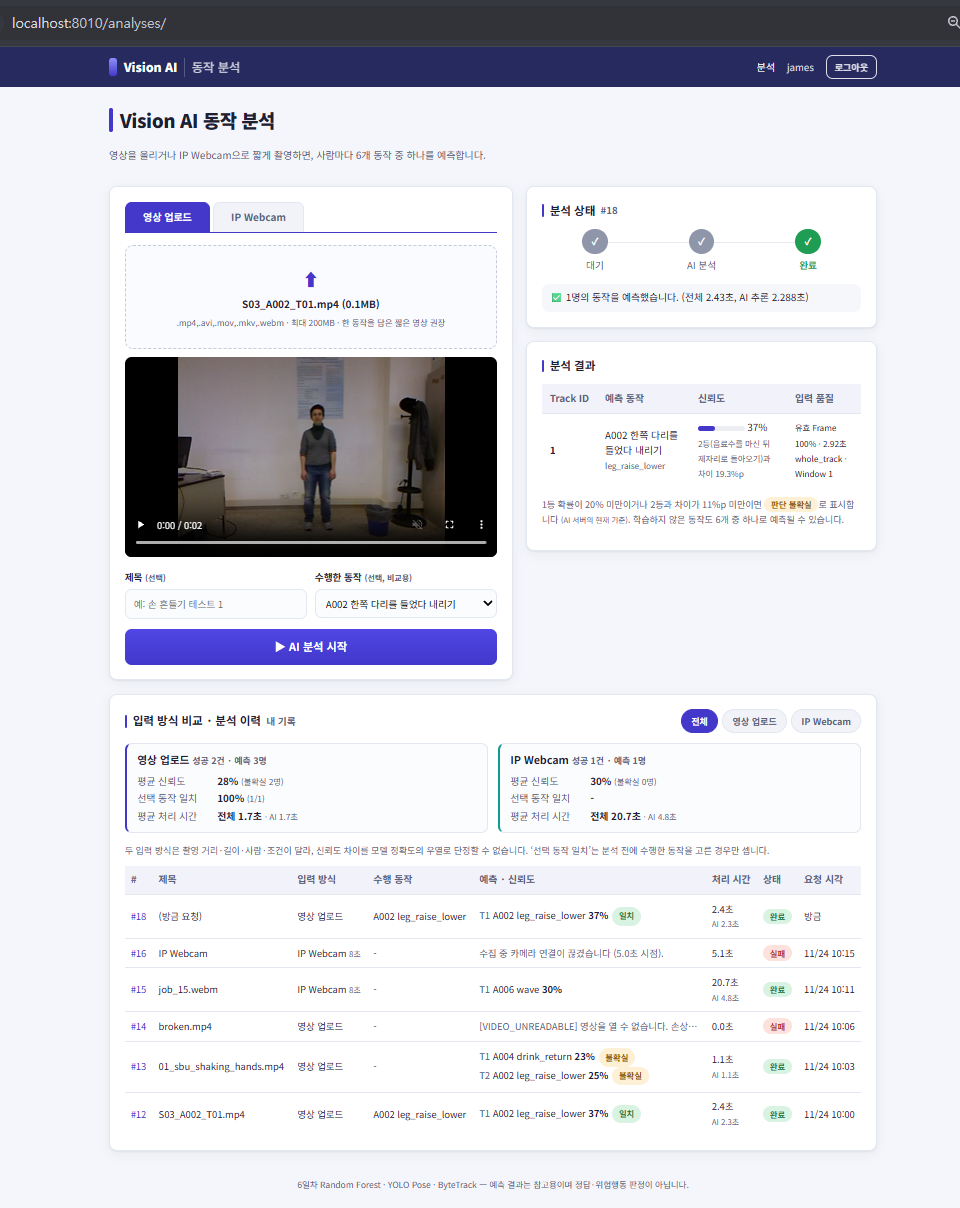 localhost:8010/analyses/
Vision AI 동작 분석
분석 james 로그아웃
Vision AI 동작 분석
영상을 올리거나 IP Webcam으로 짧게 촬영하면, 사람마다 6개 동작 중 하나를 예측합니다.
영상 업로드 IP Webcam
S03_A002_T01.mp4 (0.1MB)
.mp4,.avi,.mov,.mkv,.webm · 최대 200MB · 한 동작을 담은 짧은 영상 권장
0:00 / 0:02
제목 (선택) 수행한 동작 (선택, 비교용)
예: 손 흔들기 테스트 1 A002 한쪽 다리를 들었다 내리기
▶ AI 분석 시작
분석 상태 #18
✓ ✓ ✓
대기 AI 분석 완료
✅ 1명의 동작을 예측했습니다. (전체 2.43초, AI 추론 2.288초)
분석 결과
Track ID 예측 동작 신뢰도 입력 품질
1
A002 한쪽 다리를
들었다 내리기
leg_raise_lower
37%
2등(음료수를 마신 뒤
제자리로 돌아오기)과
차이 19.3%p
유효 Frame
100% · 2.92초
whole_track ·
Window 1
1등 확률이 20% 미만이거나 2등과 차이가 11%p 미만이면 판단 불확실 로 표시합
니다 (AI 서버의 현재 기준). 학습하지 않은 동작도 6개 중 하나로 예측될 수 있습니다.
입력 방식 비교 · 분석 이력 내 기록
전체 영상 업로드 IP Webcam
영상 업로드 성공 2건 · 예측 3명
평균 신뢰도 28% (불확실 2명)
선택 동작 일치 100% (1/1)
평균 처리 시간 전체 1.7초 · AI 1.7초
IP Webcam 성공 1건 · 예측 1명
평균 신뢰도 30% (불확실 0명)
선택 동작 일치 -
평균 처리 시간 전체 20.7초 · AI 4.8초
두 입력 방식은 촬영 거리·길이·사람·조건이 달라, 신뢰도 차이를 모델 정확도의 우열로 단정할 수 없습니다. ‘선택 동작 일치’는 분석 전에 수행한 동작을 고른 경우만 셉니다.
# 제목 입력 방식 수행 동작 예측 · 신뢰도 처리 시간 상태 요청 시각
#18 (방금 요청) 영상 업로드 A002 leg_raise_lower T1 A002 leg_raise_lower 37% 일치 2.4초 완료 방금
AI 2.3초
#16 IP Webcam IP Webcam 8초 - 수집 중 카메라 연결이 끊겼습니다 (5.0초 시점). 5.1초 실패 11/24 10:15
#15 job_15.webm IP Webcam 8초 - T1 A006 wave 30% 20.7초 완료 11/24 10:11
AI 4.8초
#14 broken.mp4 영상 업로드 - [VIDEO_UNREADABLE] 영상을 열 수 없습니다. 손상… 0.0초 실패 11/24 10:06
#13 01_sbu_shaking_hands.mp4 영상 업로드 - T1 A004 drink_return 23% 불확실 1.1초 완료 11/24 10:03
T2 A002 leg_raise_lower 25% 불확실 AI 1.1초
#12 S03_A002_T01.mp4 영상 업로드 A002 leg_raise_lower T1 A002 leg_raise_lower 37% 일치 2.4초 완료 11/24 10:00
AI 2.3초
6일차 Random Forest · YOLO Pose · ByteTrack — 예측 결과는 참고용이며 정답·위험행동 판정이 아닙니다.